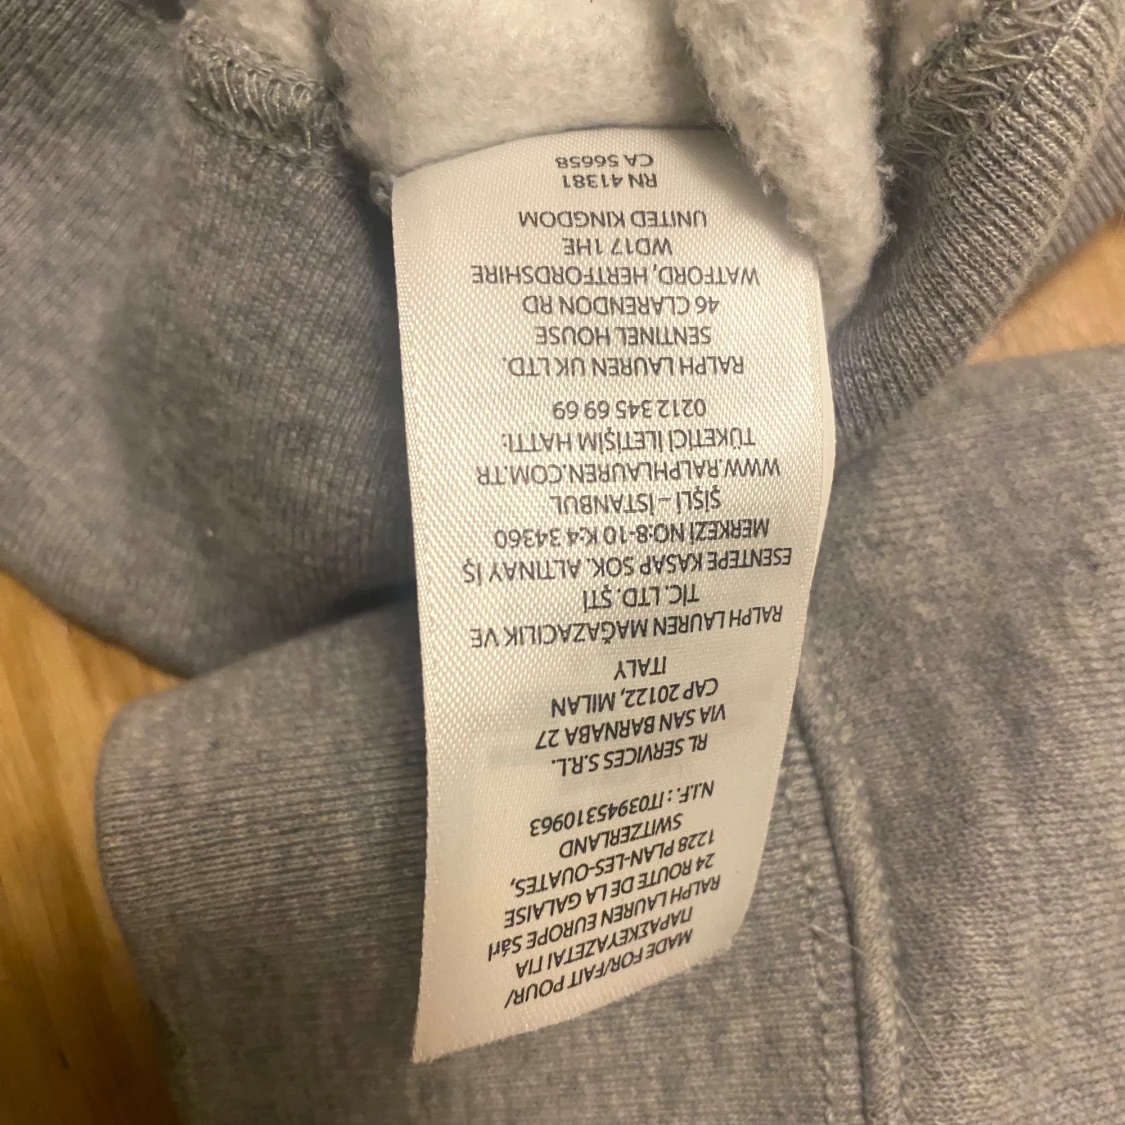 MADE FOR/FAIT POUR/
ΠΑΡΑΣΚΕΥΑΖΕΤΑΙ ΓΙΑ
RALPH LAUREN EUROPE Sárl
24 ROUTE DE LA GALAISE
1228 PLAN-LES-OUATES,
SWITZERLAND
N.I.F. : IT03945310963
RL SERVICES S.R.L.
VIA SAN BARNABA 27
CAP 20122, MILAN
ITALY
RALPH LAUREN MAĞAZACILIK VE
TİC. LTD. ŞTİ
ESENTEPE KASAP SOK. ALTINAY İŞ
MERKEZİ NO:8-10 K:4 34360
ŞİŞLİ – İSTANBUL
WWW.RALPHLAUREN.COM.TR
TÜKETİCİ İLETİŞİM HATTI:
0212 345 69 69
RALPH LAUREN UK LTD.
SENTINEL HOUSE
46 CLARENDON RD
WATFORD, HERTFORDSHIRE
WD17 1HE
UNITED KINGDOM
RN 41381
CA 56658